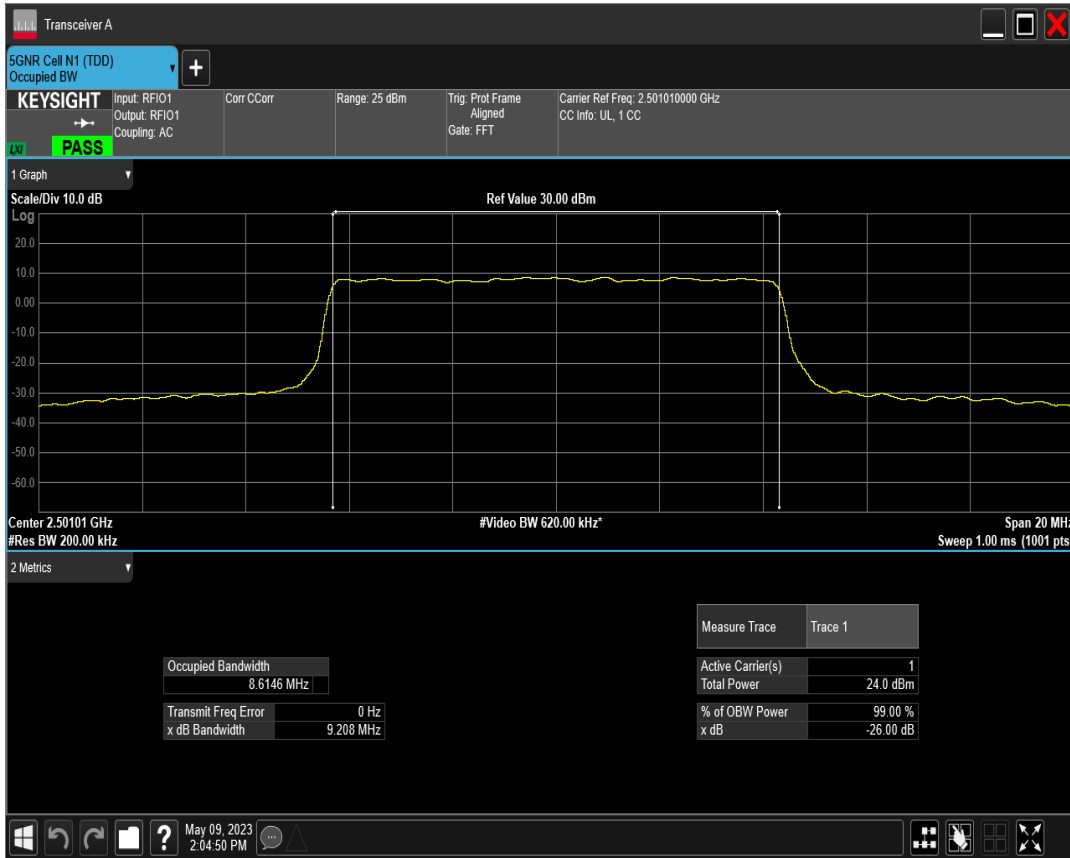 Transceiver A
5GNR Cell N1 (TDD)
Occupied BW
+
KEYSIGHT
LXI
PASS
Input: RFIO1
Output: RFIO1
Coupling: AC
Corr CCorr
Range: 25 dBm
Trig: Prot Frame
Aligned
Gate: FFT
Carrier Ref Freq: 2.501010000 GHz
CC Info: UL, 1 CC
1 Graph
Scale/Div 10.0 dB
Ref Value 30.00 dBm
Log
20.0
10.0
0.00
-10.0
-20.0
-30.0
-40.0
-50.0
-60.0
Center 2.50101 GHz
#Video BW 620.00 kHz*
Span 20 MHz
#Res BW 200.00 kHz
Sweep 1.00 ms (1001 pts
2 Metrics
Measure Trace Trace 1
Occupied Bandwidth
8.6146 MHz
Active Carrier(s) 1
Total Power 24.0 dBm
Transmit Freq Error 0 Hz
x dB Bandwidth 9.208 MHz
% of OBW Power 99.00 %
x dB -26.00 dB
?
May 09, 2023
2:04:50 PM